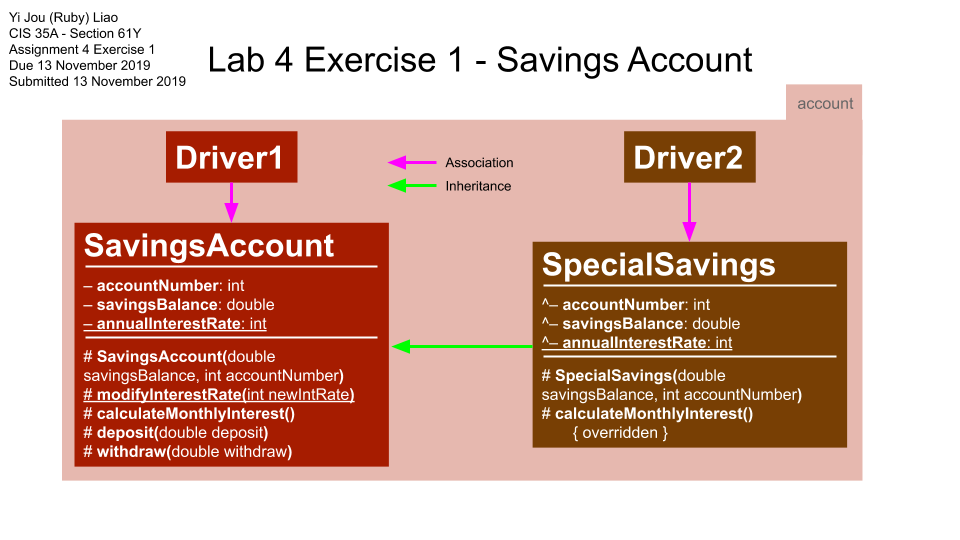 Yi Jou (Ruby) Liao
CIS 35A - Section 61Y
Assignment 4 Exercise 1
Due 13 November 2019
Submitted 13 November 2019
Lab 4 Exercise 1 - Savings Account
account
Driver1
Association
Inheritance
Driver2
SavingsAccount
– accountNumber: int
– savingsBalance: double
– annualInterestRate: int
# SavingsAccount(double
savingsBalance, int accountNumber)
# modifyInterestRate(int newIntRate)
# calculateMonthlyInterest()
# deposit(double deposit)
# withdraw(double withdraw)
SpecialSavings
^– accountNumber: int
^– savingsBalance: double
^– annualInterestRate: int
# SpecialSavings(double
savingsBalance, int accountNumber)
# calculateMonthlyInterest()
{ overridden }